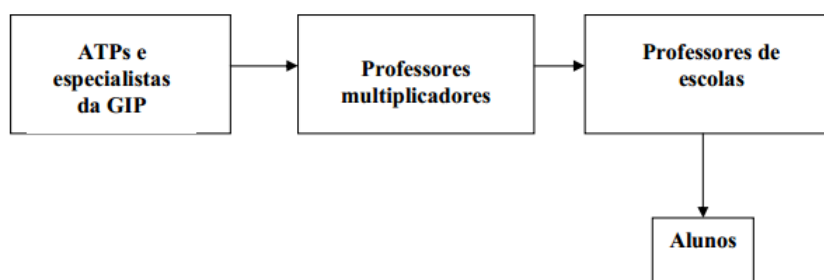 ATPs e
especialistas
da GIP
Professores
multiplicadores
Professores de
escolas
Alunos